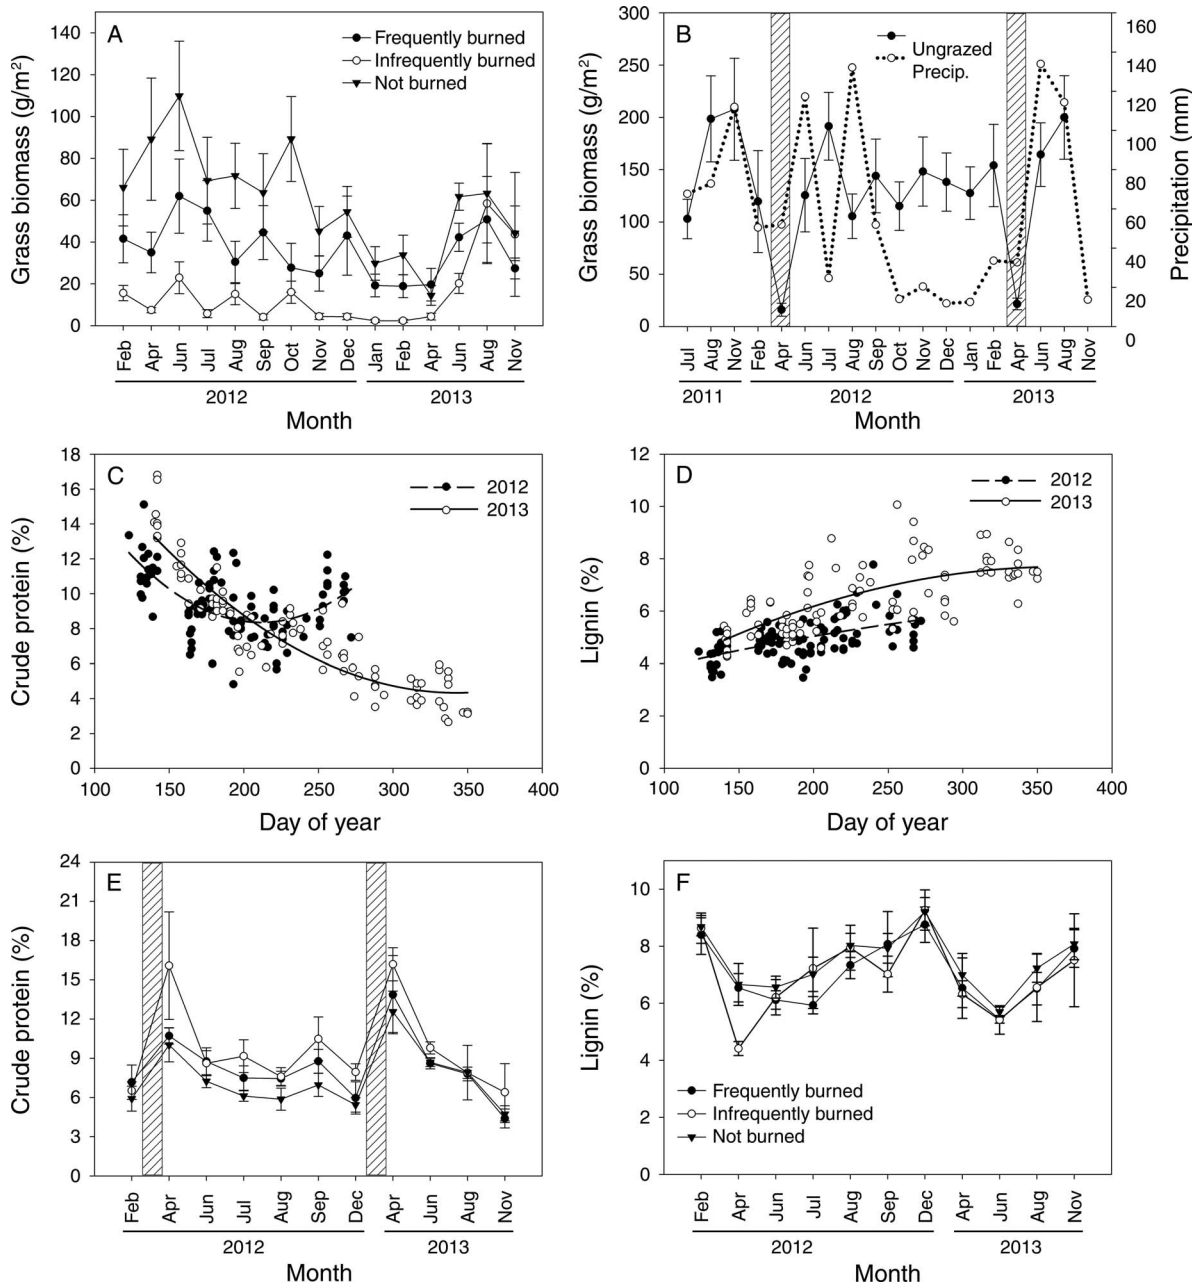 A
Frequently burned
Infrequently burned
Not burned
Grass biomass (g/m²)
140
120
100
80
60
40
20
0
Feb Apr Jun Jul Aug Sep Oct Nov Dec Jan Feb Apr Jun Aug Nov
2012 2013
Month
B
Ungrazed
Precip.
Grass biomass (g/m²)
300
250
200
150
100
50
0
Precipitation (mm)
160
140
120
100
80
60
40
20
0
Jul Aug Nov Feb Apr Jun Jul Aug Sep Oct Nov Dec Jan Feb Apr Jun Aug Nov
2011 2012 2013
Month
C
2012
2013
Crude protein (%)
18
16
14
12
10
8
6
4
2
0
100 150 200 250 300 350 400
Day of year
D
2012
2013
Lignin (%)
12
10
8
6
4
2
0
100 150 200 250 300 350 400
Day of year
E
Crude protein (%)
24
21
18
15
12
9
6
3
0
Feb Apr Jun Jul Aug Sep Dec Apr Jun Aug Nov
2012 2013
Month
F
Lignin (%)
10
8
6
4
2
0
Frequently burned
Infrequently burned
Not burned
Feb Apr Jun Jul Aug Sep Dec Apr Jun Aug Nov
2012 2013
Month